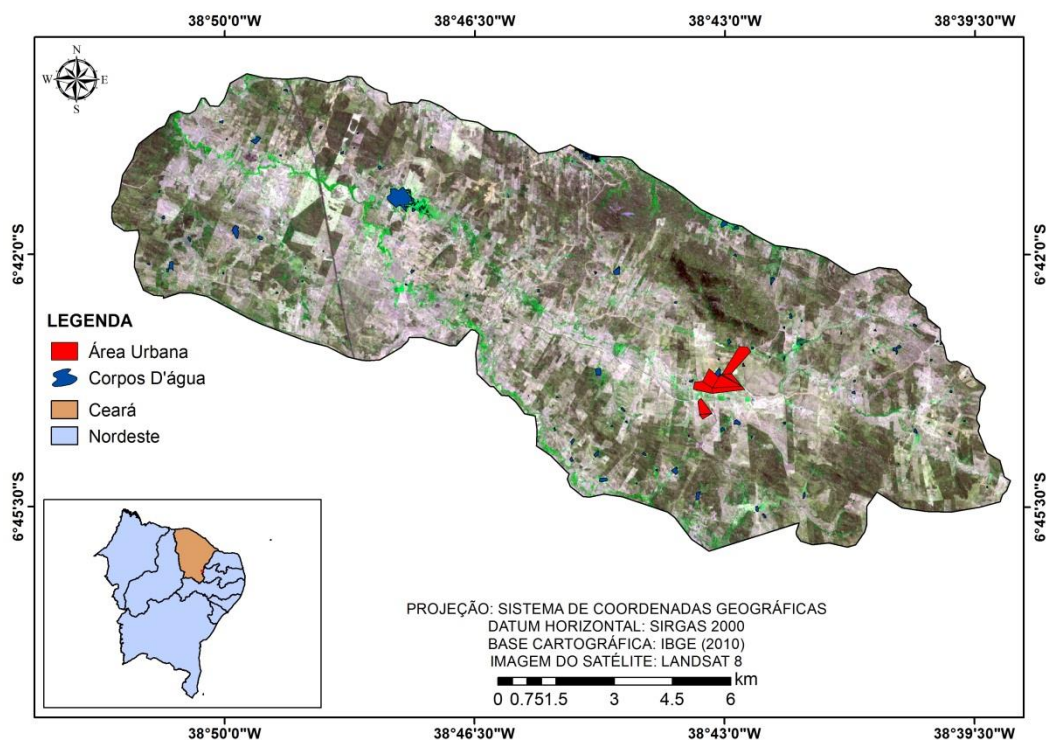 38°50'0"W 38°46'30"W 38°43'0"W 38°39'30"W
N
W E
S
6°42'0"S 6°42'0"S
LEGENDA
Área Urbana
Corpos D'água
Ceará
Nordeste
6°45'30"S 6°45'30"S
PROJEÇÃO: SISTEMA DE COORDENADAS GEOGRÁFICAS
DATUM HORIZONTAL: SIRGAS 2000
BASE CARTOGRÁFICA: IBGE (2010)
IMAGEM DO SATÉLITE: LANDSAT 8
km
0 0.751.5 3 4.5 6
38°50'0"W 38°46'30"W 38°43'0"W 38°39'30"W